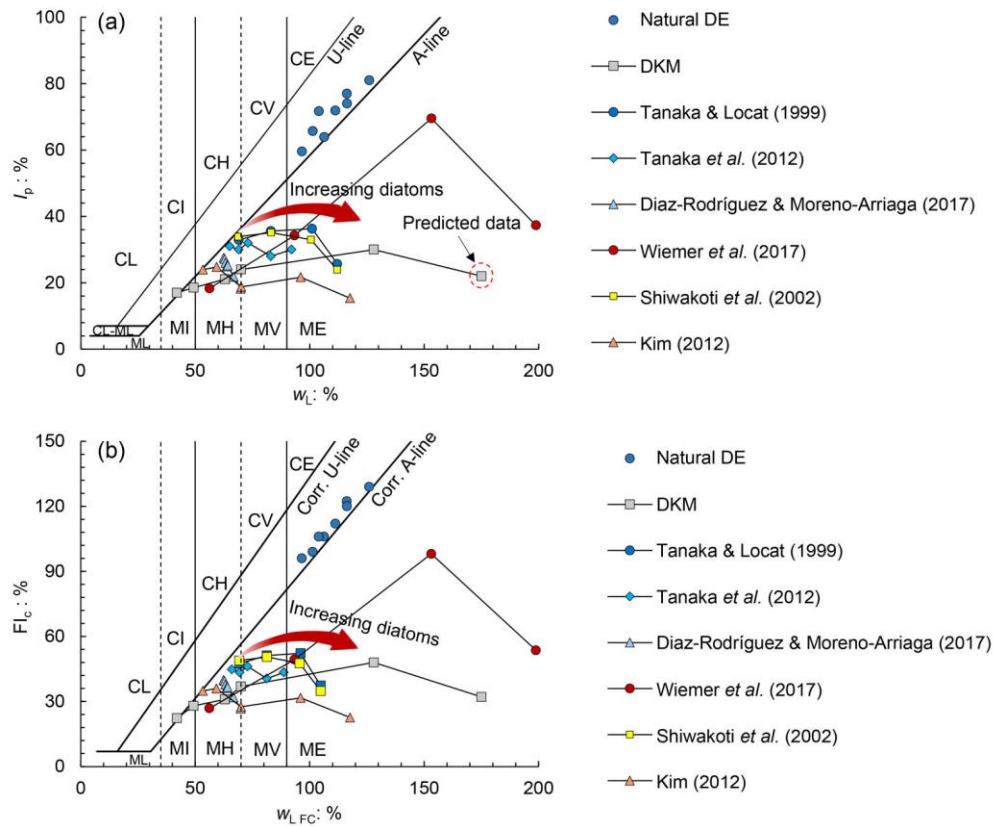 (a)
100
80
60
40
20
0
I_p : %
0 50 100 150 200
w_L: %
CL
CI
CH
CV
CE
U-line
A-line
CL-ML
ML
MI
MH
MV
ME
Increasing diatoms
Predicted data
Natural DE
DKM
Tanaka & Locat (1999)
Tanaka et al. (2012)
Diaz-Rodríguez & Moreno-Arriaga (2017)
Wiemer et al. (2017)
Shiwakoti et al. (2002)
Kim (2012)
(b)
150
120
90
60
30
0
FI_c : %
0 50 100 150 200
w_L FC: %
CL
CI
CH
CV
CE
Corr. U-line
Corr. A-line
ML
MI
MH
MV
ME
Increasing diatoms
Natural DE
DKM
Tanaka & Locat (1999)
Tanaka et al. (2012)
Diaz-Rodríguez & Moreno-Arriaga (2017)
Wiemer et al. (2017)
Shiwakoti et al. (2002)
Kim (2012)